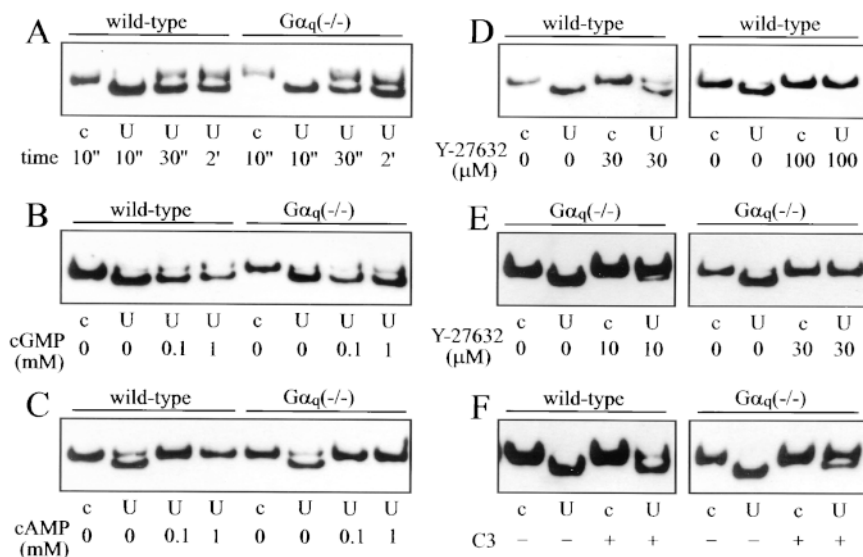 A wild-type Gαq(-/-)
c U U U c U U U
time 10" 10" 30" 2' 10" 10" 30" 2'
B wild-type Gαq(-/-)
c U U U c U U U
cGMP (mM) 0 0 0.1 1 0 0 0.1 1
C wild-type Gαq(-/-)
c U U U c U U U
cAMP (mM) 0 0 0.1 1 0 0 0.1 1
D wild-type wild-type
c U c U c U c U
Y-27632 (μM) 0 0 30 30 0 0 100 100
E Gαq(-/-) Gαq(-/-)
c U c U c U c U
Y-27632 (μM) 0 0 10 10 0 0 30 30
F wild-type Gαq(-/-)
c U c U c U c U
C3 – – + + – – + +